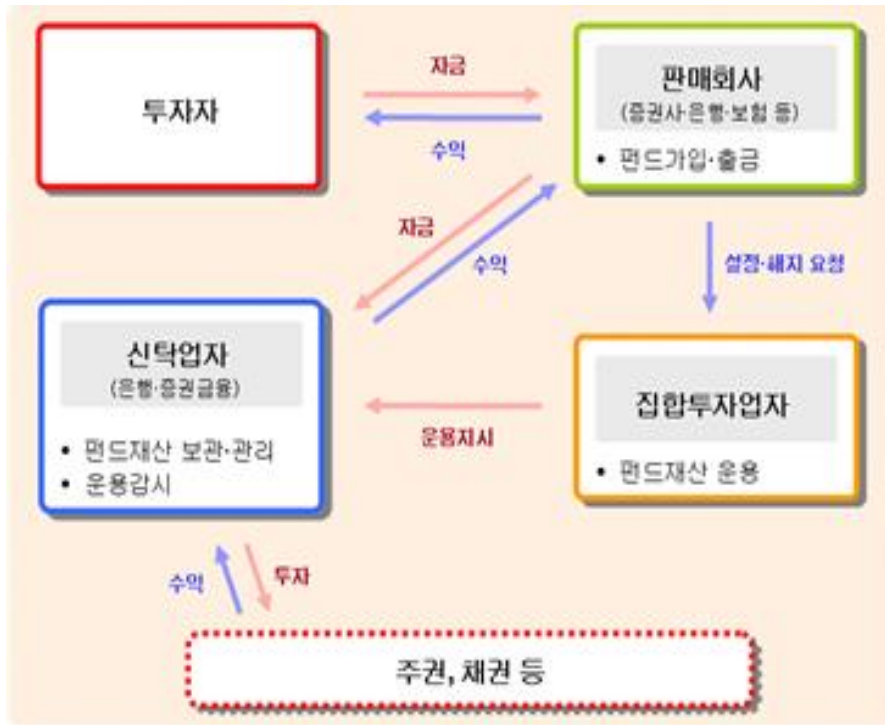 투자자
자금
수익
판매회사
(증권사·은행·보험 등)
• 펀드가입·출금
자금
수익
설정·해지 요청
신탁업자
(은행·증권금융)
• 펀드재산 보관·관리
• 운용감시
운용지시
집합투자업자
• 펀드재산 운용
수익
투자
주권, 채권 등